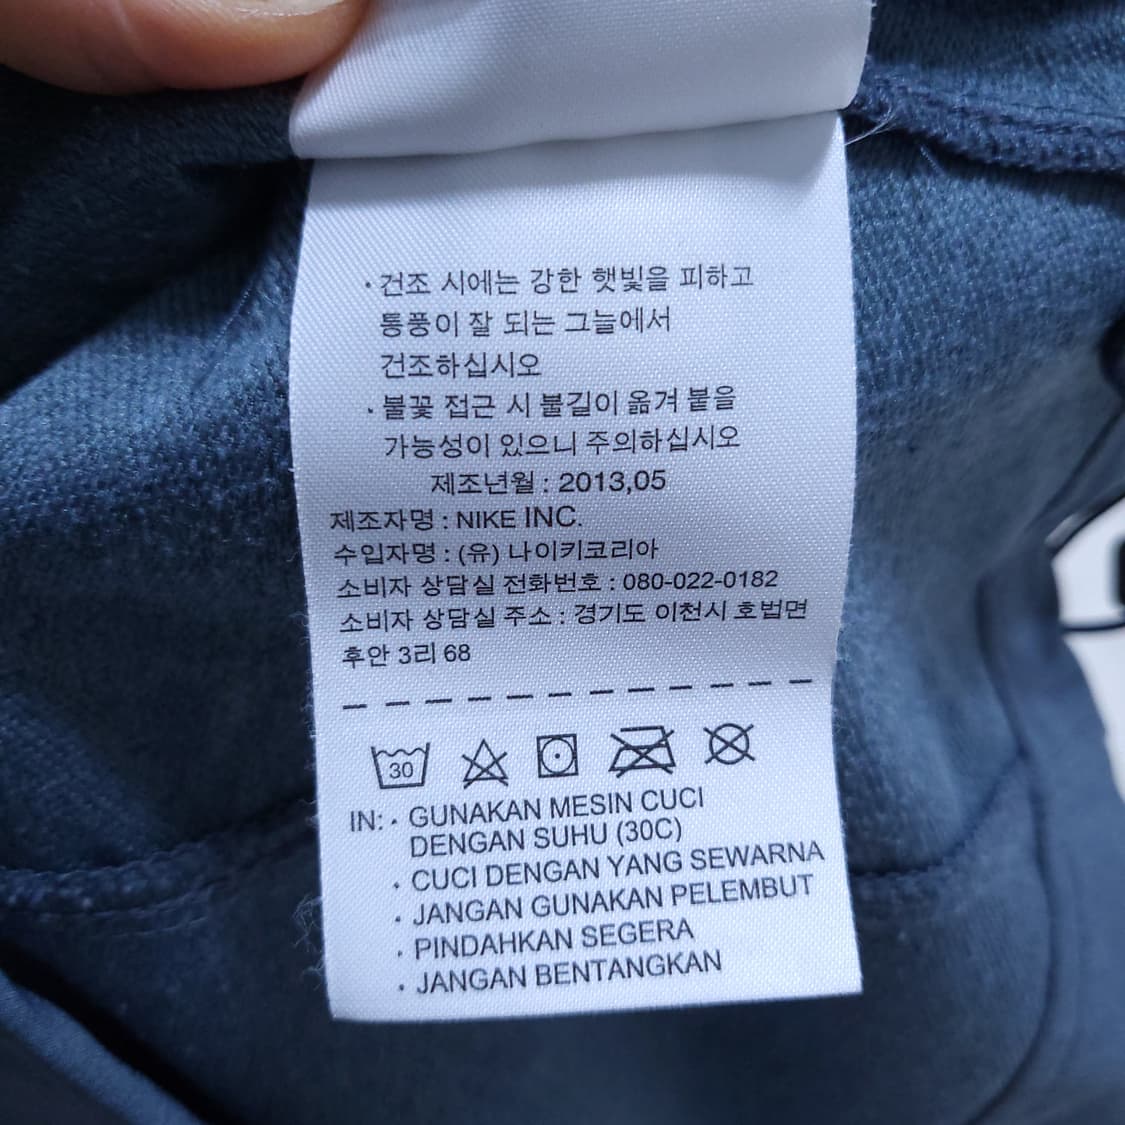 · 건조 시에는 강한 햇빛을 피하고
통풍이 잘 되는 그늘에서
건조하십시오
· 불꽃 접근 시 불길이 옮겨 붙을
가능성이 있으니 주의하십시오
제조년월 : 2013,05
제조자명 : NIKE INC.
수입자명 : (유) 나이키코리아
소비자 상담실 전화번호 : 080-022-0182
소비자 상담실 주소 : 경기도 이천시 호법면
후안 3리 68
30
IN: · GUNAKAN MESIN CUCI
DENGAN SUHU (30C)
· CUCI DENGAN YANG SEWARNA
· JANGAN GUNAKAN PELEMBUT
· PINDAHKAN SEGERA
· JANGAN BENTANGKAN